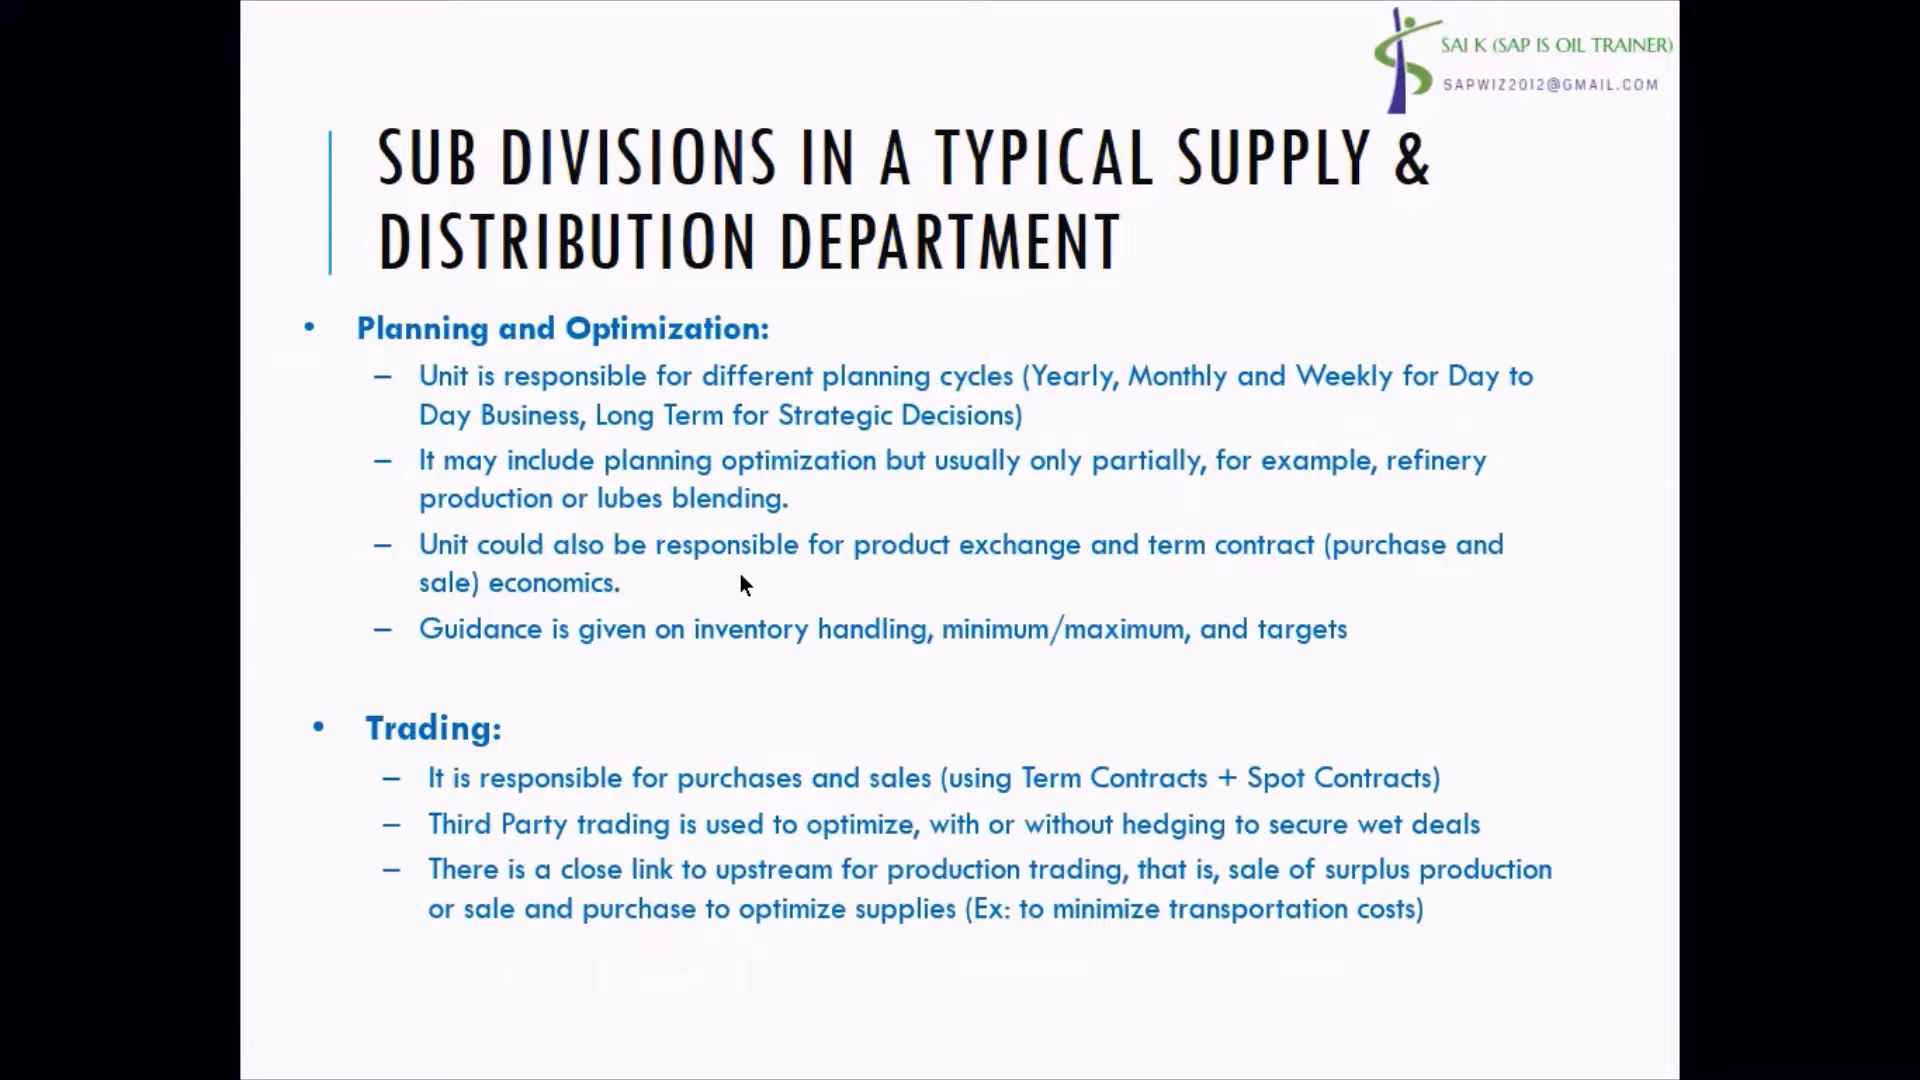 SAI K (SAP IS OIL TRAINER)
SAPWIZ2012@GMAIL.COM
SUB DIVISIONS IN A TYPICAL SUPPLY &
DISTRIBUTION DEPARTMENT
• Planning and Optimization:
– Unit is responsible for different planning cycles (Yearly, Monthly and Weekly for Day to
Day Business, Long Term for Strategic Decisions)
– It may include planning optimization but usually only partially, for example, refinery
production or lubes blending.
– Unit could also be responsible for product exchange and term contract (purchase and
sale) economics.
– Guidance is given on inventory handling, minimum/maximum, and targets
• Trading:
– It is responsible for purchases and sales (using Term Contracts + Spot Contracts)
– Third Party trading is used to optimize, with or without hedging to secure wet deals
– There is a close link to upstream for production trading, that is, sale of surplus production
or sale and purchase to optimize supplies (Ex: to minimize transportation costs)